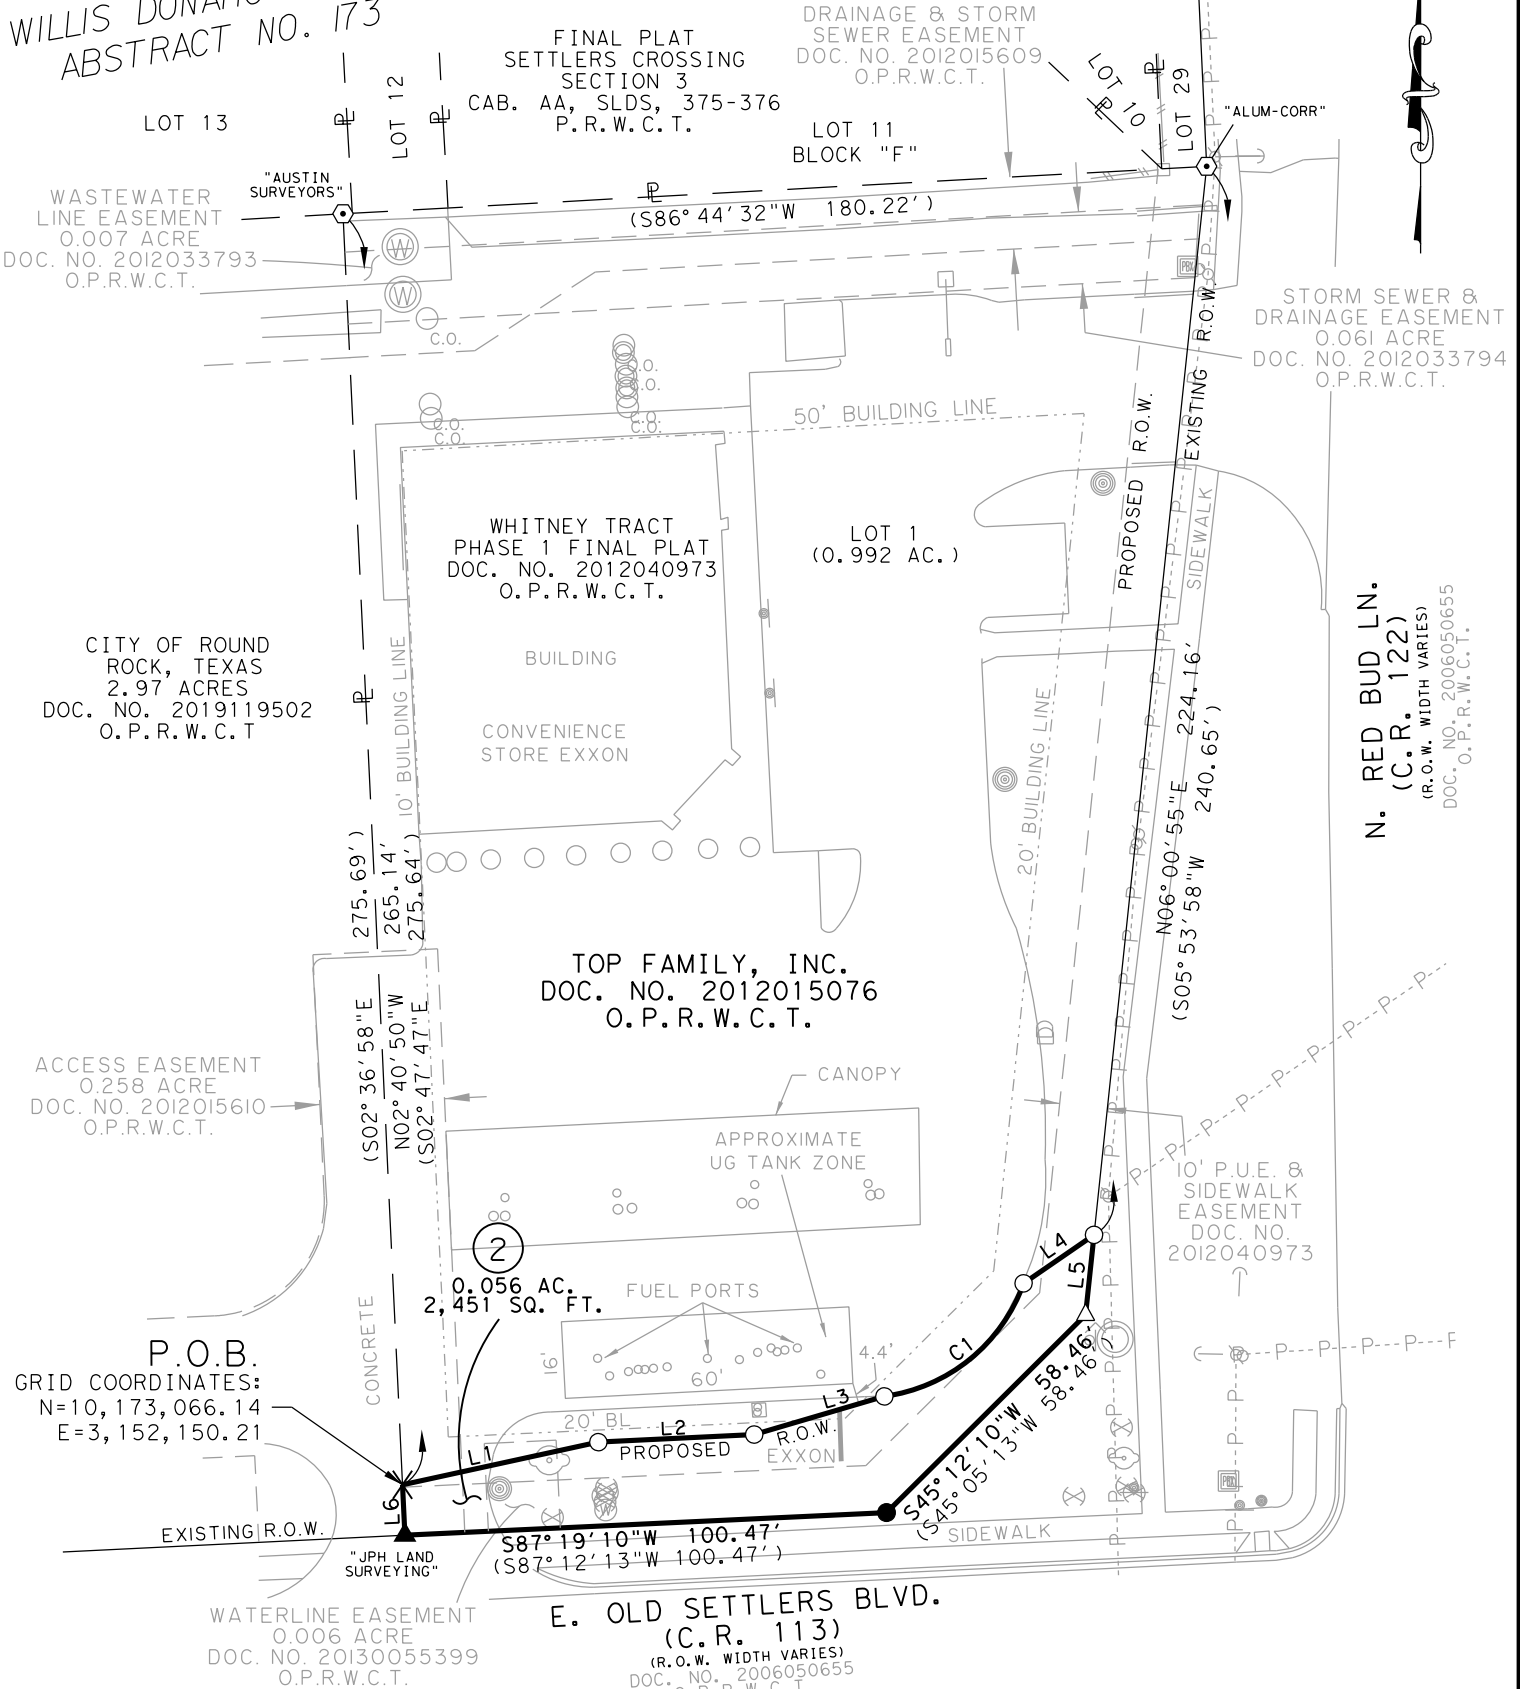 WILLIS
ABSTRACT NO. 173
FINAL PLAT
SETTLERS CROSSING
SECTION 3
CAB. AA, SLDS, 375-376
P.R.W.C.T.
DRAINAGE & STORM
SEWER EASEMENT
DOC. NO. 2012015609
O.P.R.W.C.T.
LOT 13
LOT 12
LOT 11
BLOCK "F"
LOT 10
LOT 29
"ALUM-CORR"
"AUSTIN
SURVEYORS"
WASTEWATER
LINE EASEMENT
0.007 ACRE
DOC. NO. 2012033793
O.P.R.W.C.T.
(S86°44'32"W 180.22')
W
W
C.O.
C.O.
C.O.
C.O.
C.O.
C.O.
C.O.
PBX
STORM SEWER &
DRAINAGE EASEMENT
0.061 ACRE
DOC. NO. 2012033794
O.P.R.W.C.T.
50' BUILDING LINE
PROPOSED R.O.W.
EXISTING R.O.W.
SIDEWALK
WHITNEY TRACT
PHASE 1 FINAL PLAT
DOC. NO. 2012040973
O.P.R.W.C.T.
LOT 1
(0.992 AC.)
CITY OF ROUND
ROCK, TEXAS
2.97 ACRES
DOC. NO. 2019119502
O.P.R.W.C.T
10' BUILDING LINE
BUILDING
CONVENIENCE
STORE EXXON
20' BUILDING LINE
N06°00'55"E 224.16'
(S05°53'58"W 240.65')
N. RED BUD LN.
(C.R. 122)
(R.O.W. WIDTH VARIES)
DOC. NO. 2006050655
O.P.R.W.C.T.
(S02°36'58"E 275.69')
N02°40'50"W 265.14'
(S02°47'47"E 275.64')
TOP FAMILY, INC.
DOC. NO. 2012015076
O.P.R.W.C.T.
ACCESS EASEMENT
0.258 ACRE
DOC. NO. 2012015610
O.P.R.W.C.T.
CANOPY
APPROXIMATE
UG TANK ZONE
10' P.U.E. &
SIDEWALK
EASEMENT
DOC. NO.
2012040973
2
0.056 AC.
2,451 SQ. FT.
FUEL PORTS
16'
60'
4.4'
L4
L5
C1
CONCRETE
P.O.B.
GRID COORDINATES:
N=10,173,066.14
E=3,152,150.21
20' BL
L1
L2
L3
PROPOSED
R.O.W.
EXXON
W
S45°12'10"W 58.46'
(S45°05'13"W 58.46')
PBX
L6
EXISTING R.O.W.
"JPH LAND
SURVEYING"
S87°19'10"W 100.47'
(S87°12'13"W 100.47')
SIDEWALK
WATERLINE EASEMENT
0.006 ACRE
DOC. NO. 20130055399
O.P.R.W.C.T.
E. OLD SETTLERS BLVD.
(C.R. 113)
(R.O.W. WIDTH VARIES)
DOC. NO. 2006050655